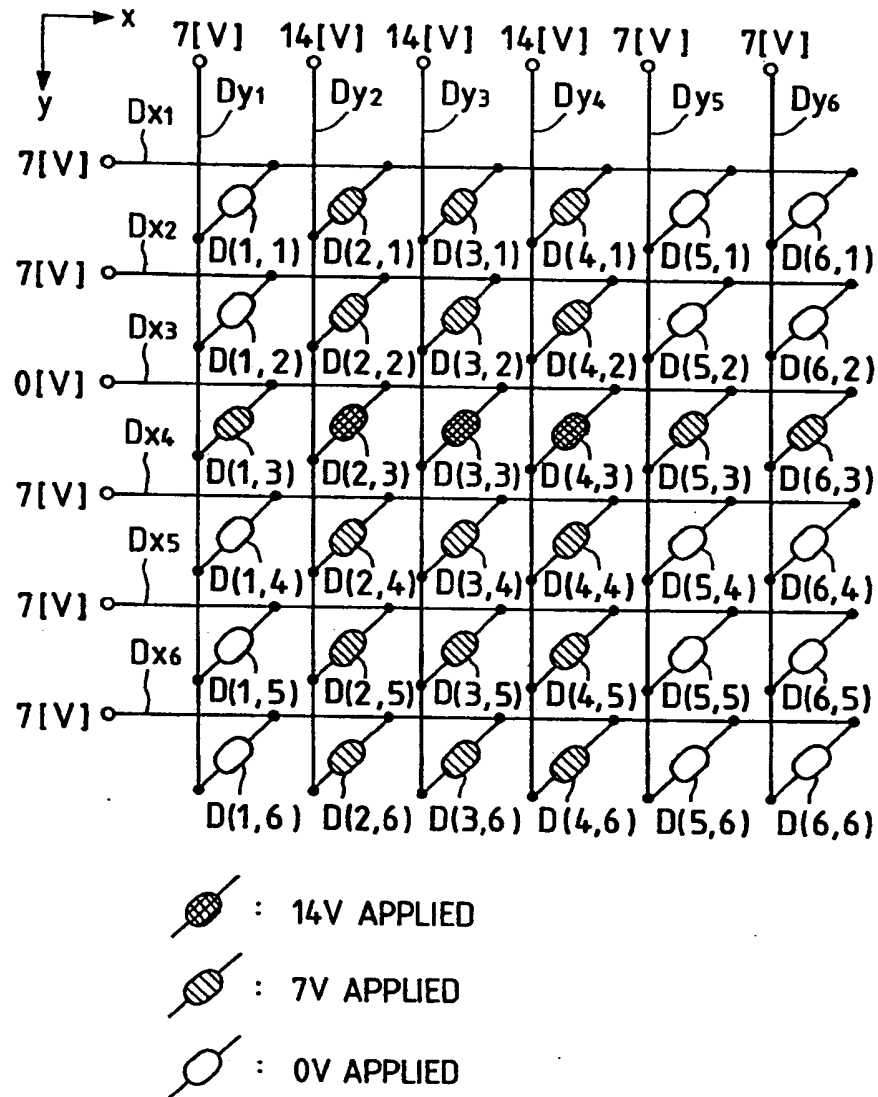 x
y
7[V] 14[V] 14[V] 14[V] 7[V] 7[V]
Dy1 Dy2 Dy3 Dy4 Dy5 Dy6
Dx1
7[V]
D(1,1) D(2,1) D(3,1) D(4,1) D(5,1) D(6,1)
Dx2
7[V]
D(1,2) D(2,2) D(3,2) D(4,2) D(5,2) D(6,2)
Dx3
0[V]
D(1,3) D(2,3) D(3,3) D(4,3) D(5,3) D(6,3)
Dx4
7[V]
D(1,4) D(2,4) D(3,4) D(4,4) D(5,4) D(6,4)
Dx5
7[V]
D(1,5) D(2,5) D(3,5) D(4,5) D(5,5) D(6,5)
Dx6
7[V]
D(1,6) D(2,6) D(3,6) D(4,6) D(5,6) D(6,6)
: 14V APPLIED
: 7V APPLIED
: 0V APPLIED